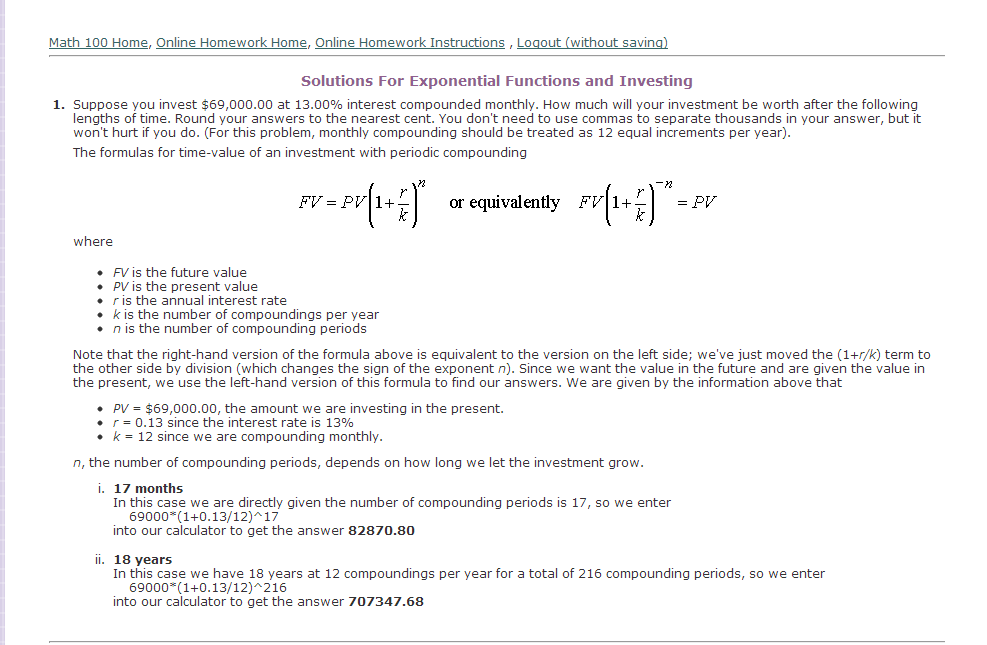 Math 100 Home, Online Homework Home, Online Homework Instructions , Logout (without saving)
Solutions For Exponential Functions and Investing
1. Suppose you invest $69,000.00 at 13.00% interest compounded monthly. How much will your investment be worth after the following
lengths of time. Round your answers to the nearest cent. You don't need to use commas to separate thousands in your answer, but it
won't hurt if you do. (For this problem, monthly compounding should be treated as 12 equal increments per year).
The formulas for time-value of an investment with periodic compounding
FV = PV(1+r/k)^n or equivalently FV(1+r/k)^-n = PV
where
• FV is the future value
• PV is the present value
• r is the annual interest rate
• k is the number of compoundings per year
• n is the number of compounding periods
Note that the right-hand version of the formula above is equivalent to the version on the left side; we've just moved the (1+r/k) term to
the other side by division (which changes the sign of the exponent n). Since we want the value in the future and are given the value in
the present, we use the left-hand version of this formula to find our answers. We are given by the information above that
• PV = $69,000.00, the amount we are investing in the present.
• r = 0.13 since the interest rate is 13%
• k = 12 since we are compounding monthly.
n, the number of compounding periods, depends on how long we let the investment grow.
i. 17 months
In this case we are directly given the number of compounding periods is 17, so we enter
69000*(1+0.13/12)^17
into our calculator to get the answer 82870.80
ii. 18 years
In this case we have 18 years at 12 compoundings per year for a total of 216 compounding periods, so we enter
69000*(1+0.13/12)^216
into our calculator to get the answer 707347.68